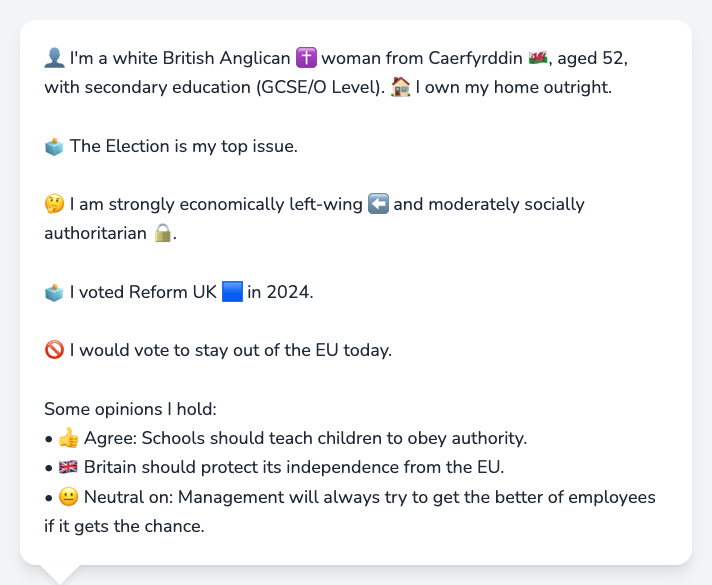 👤 I'm a white British Anglican ✝️ woman from Caerfyrddin 🏴󠁧󠁢󠁷󠁬󠁳󠁿, aged 52,
with secondary education (GCSE/O Level). 🏠 I own my home outright.
🗳️ The Election is my top issue.
🤔 I am strongly economically left-wing ⬅️ and moderately socially
authoritarian 🔒.
🗳️ I voted Reform UK 🟦 in 2024.
🚫 I would vote to stay out of the EU today.
Some opinions I hold:
• 👍 Agree: Schools should teach children to obey authority.
• 🇬🇧 Britain should protect its independence from the EU.
• 😐 Neutral on: Management will always try to get the better of employees
if it gets the chance.